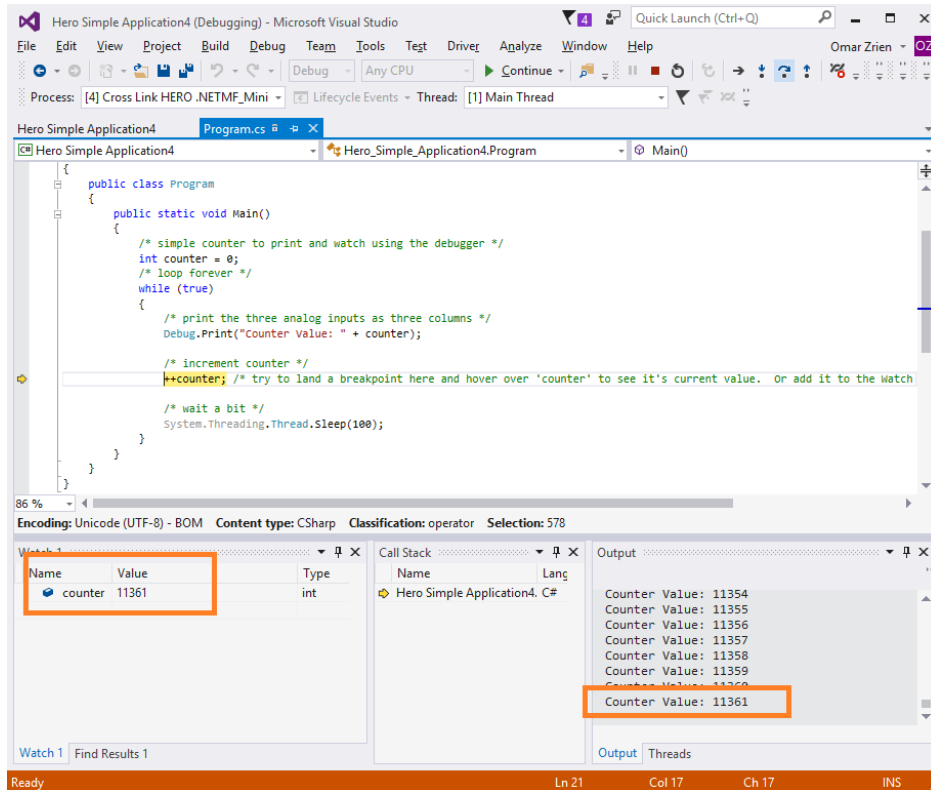 Hero Simple Application4 (Debugging) - Microsoft Visual Studio
4
Quick Launch (Ctrl+Q)
File Edit View Project Build Debug Team Tools Test Driver Analyze Window Help
Omar Zrien
OZ
Debug Any CPU Continue
Process: [4] Cross Link HERO .NETMF_Mini Lifecycle Events Thread: [1] Main Thread
Hero Simple Application4 Program.cs
C# Hero Simple Application4 Hero_Simple_Application4.Program Main()
{
public class Program
{
public static void Main()
{
/* simple counter to print and watch using the debugger */
int counter = 0;
/* loop forever */
while (true)
{
/* print the three analog inputs as three columns */
Debug.Print("Counter Value: " + counter);
/* increment counter */
++counter; /* try to land a breakpoint here and hover over 'counter' to see it's current value.  Or add it to the Watch
/* wait a bit */
System.Threading.Thread.Sleep(100);
}
}
}
}
86 %
Encoding: Unicode (UTF-8) - BOM Content type: CSharp Classification: operator Selection: 578
Watch 1
Name Value Type
counter 11361 int
Call Stack
Name Lang
Hero Simple Application4. C#
Output
Counter Value: 11354
Counter Value: 11355
Counter Value: 11356
Counter Value: 11357
Counter Value: 11358
Counter Value: 11359
Counter Value: 11360
Counter Value: 11361
Watch 1 Find Results 1
Output Threads
Ready Ln 21 Col 17 Ch 17 INS